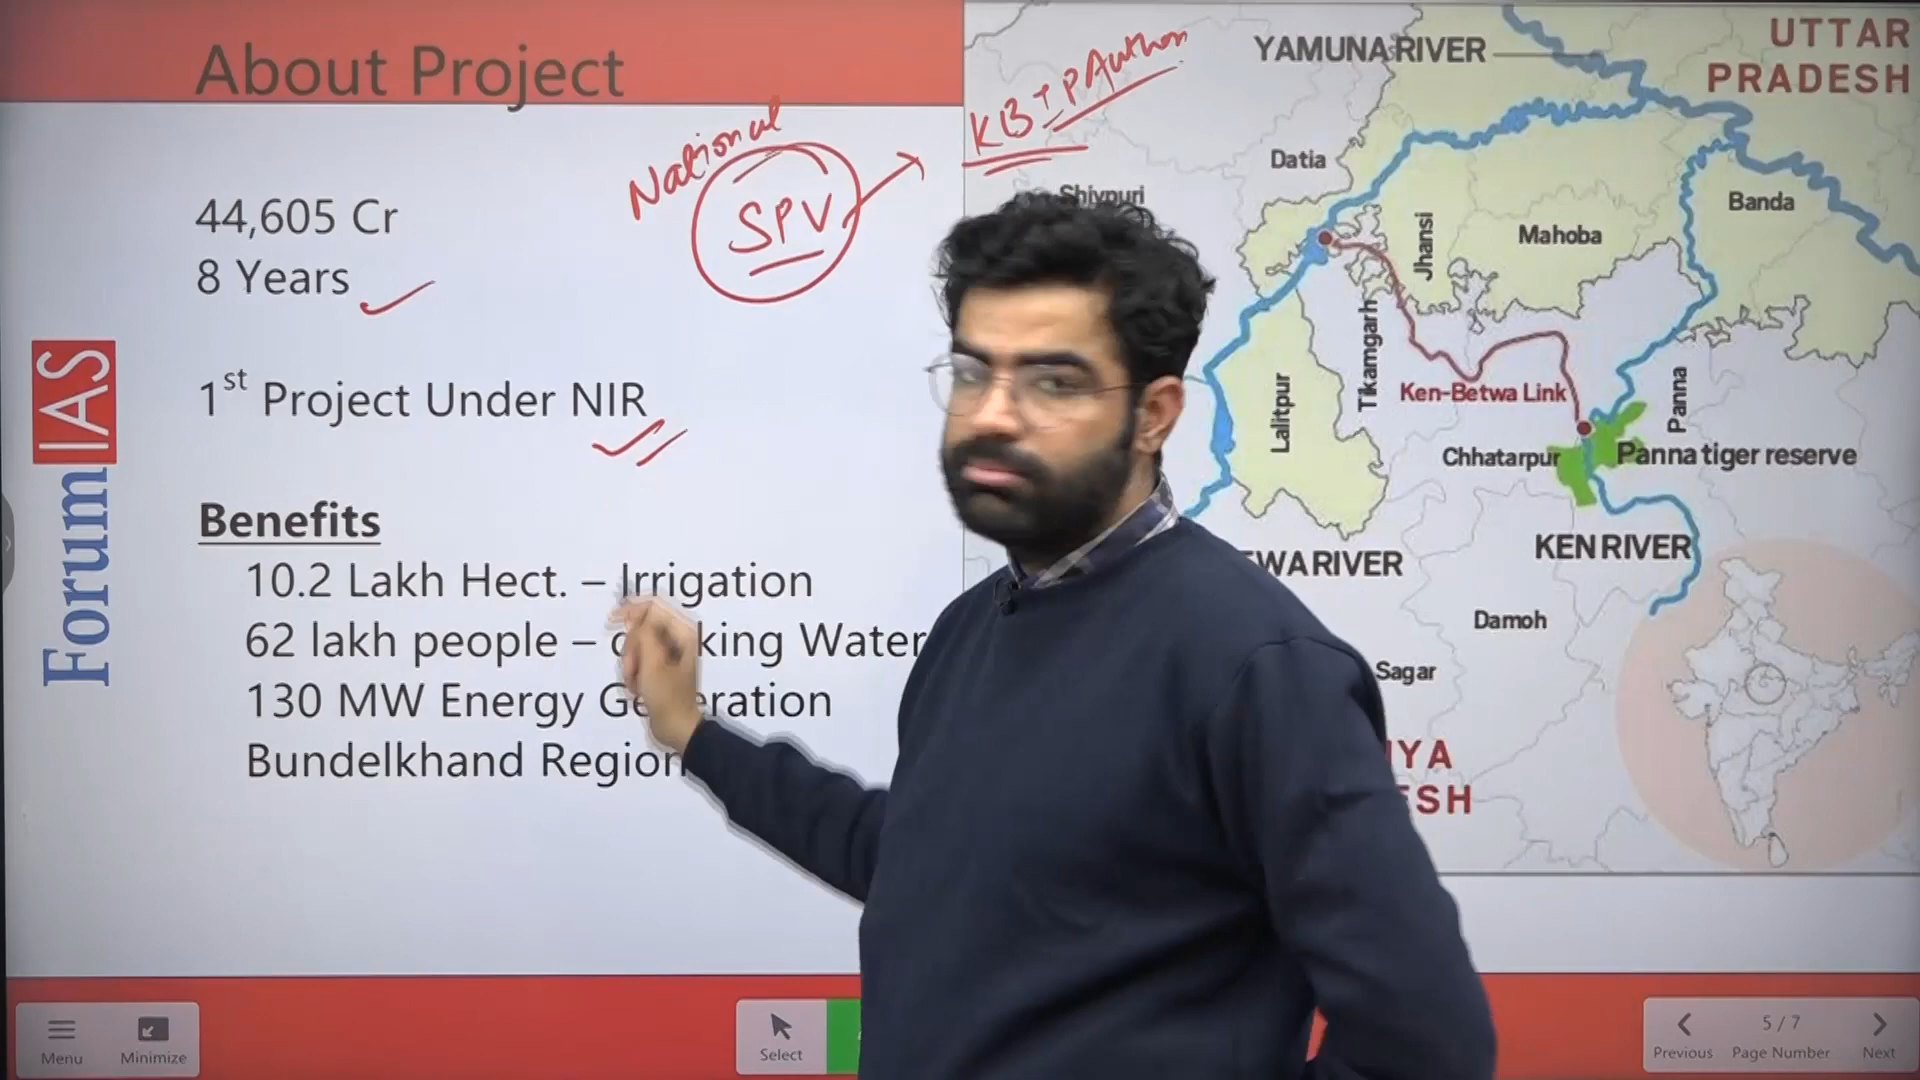 About Project
44,605 Cr
8 Years
1st Project Under NIR
Benefits
10.2 Lakh Hect. – Irrigation
62 lakh people – king Water
130 MW Energy Ge ration
Bundelkhand Region
National
SPV
KB
Forum IAS
YAMUNA RIVER
UTTAR
PRADESH
Datia
Shivpuri
Banda
Jhansi
Mahoba
Tikamgarh
Lalitpur
Ken-Betwa Link
Panna
Chhatarpur
Panna tiger reserve
WA RIVER
KEN RIVER
Damoh
Sagar
YA
SH
Menu
Minimize
Select
5 / 7
Previous
Page Number
Next